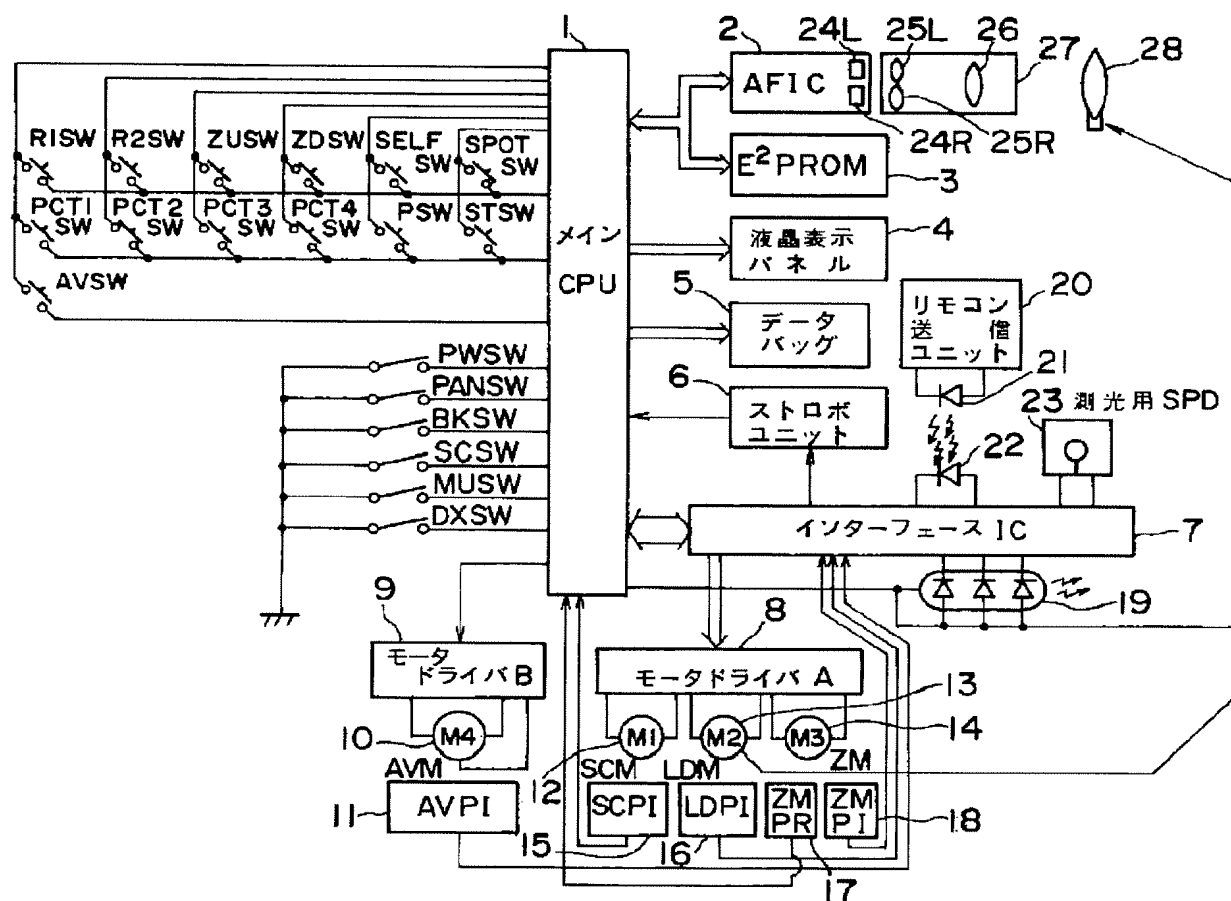 1
2
24L
25L
26
27
28
AFIC
24R
25R
R1SW
R2SW
ZUSW
ZDSW
SELF
SW
SPOT
SW
E²PROM
3
PCT1
SW
PCT2
SW
PCT3
SW
PCT4
SW
PSW
STSW
メイン
CPU
液晶表示
パネル
4
AVSW
5
データ
バッグ
リモコン
送信
ユニット
20
PWSW
PANSW
BKSW
SCSW
MUSW
DXSW
6
ストロボ
ユニット
21
22
23
測光用 SPD
インターフェース IC
7
19
9
モータ
ドライバ B
8
モータドライバ A
13
14
10
M4
M1
M2
M3
AVM
12
SCM
LDM
ZM
11
AVPI
SCPI
LDPI
ZM
PR
ZM
PI
18
15
16
17